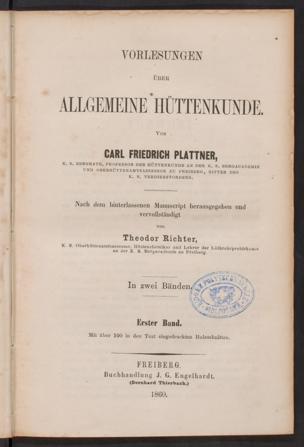 VORLESUNGEN
ÜBER
ALLGEMEINE HÜTTENKUNDE.
VON
CARL FRIEDRICH PLATTNER,
K. S. BERGRATH, PROFESSOR DER HÜTTENKUNDE AN DER K. S. BERGACADEMIE
UND OBERHÜTTENAMTSASSESSOR ZU FREIBERG, RITTER DES
K. S. VERDIENSTORDENS.
Nach dem hinterlassenen Manuscript herausgegeben und
vervollständigt
von
Theodor Richter,
K. S. Oberhüttenamtsassessor, Hüttenchemiker und Lehrer der Löthrohrprobirkunst
an der K. S. Bergacademie zu Freiberg.
In zwei Bänden.
Erster Band.
Mit über 100 in den Text eingedruckten Holzschnitten.
FREIBERG.
Buchhandlung J. G. Engelhardt.
(Bernhard Thierbach.)
1860.